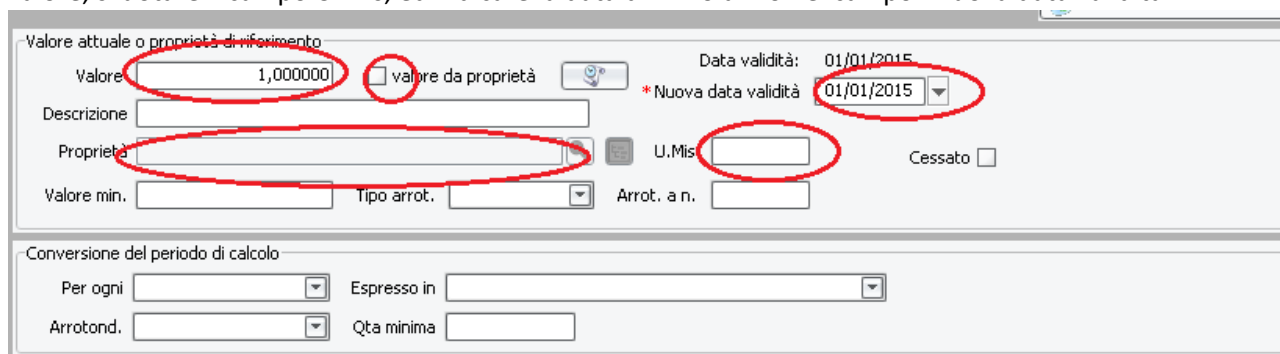 Valore attuale o proprietà di riferimento
Valore 1,000000 valore da proprietà Data validità: 01/01/2015
*Nuova data validità 01/01/2015
Descrizione
Proprietà U.Mis Cessato
Valore min. Tipo arrot. Arrot. a n.
Conversione del periodo di calcolo
Per ogni Espresso in
Arrotond. Qta minima